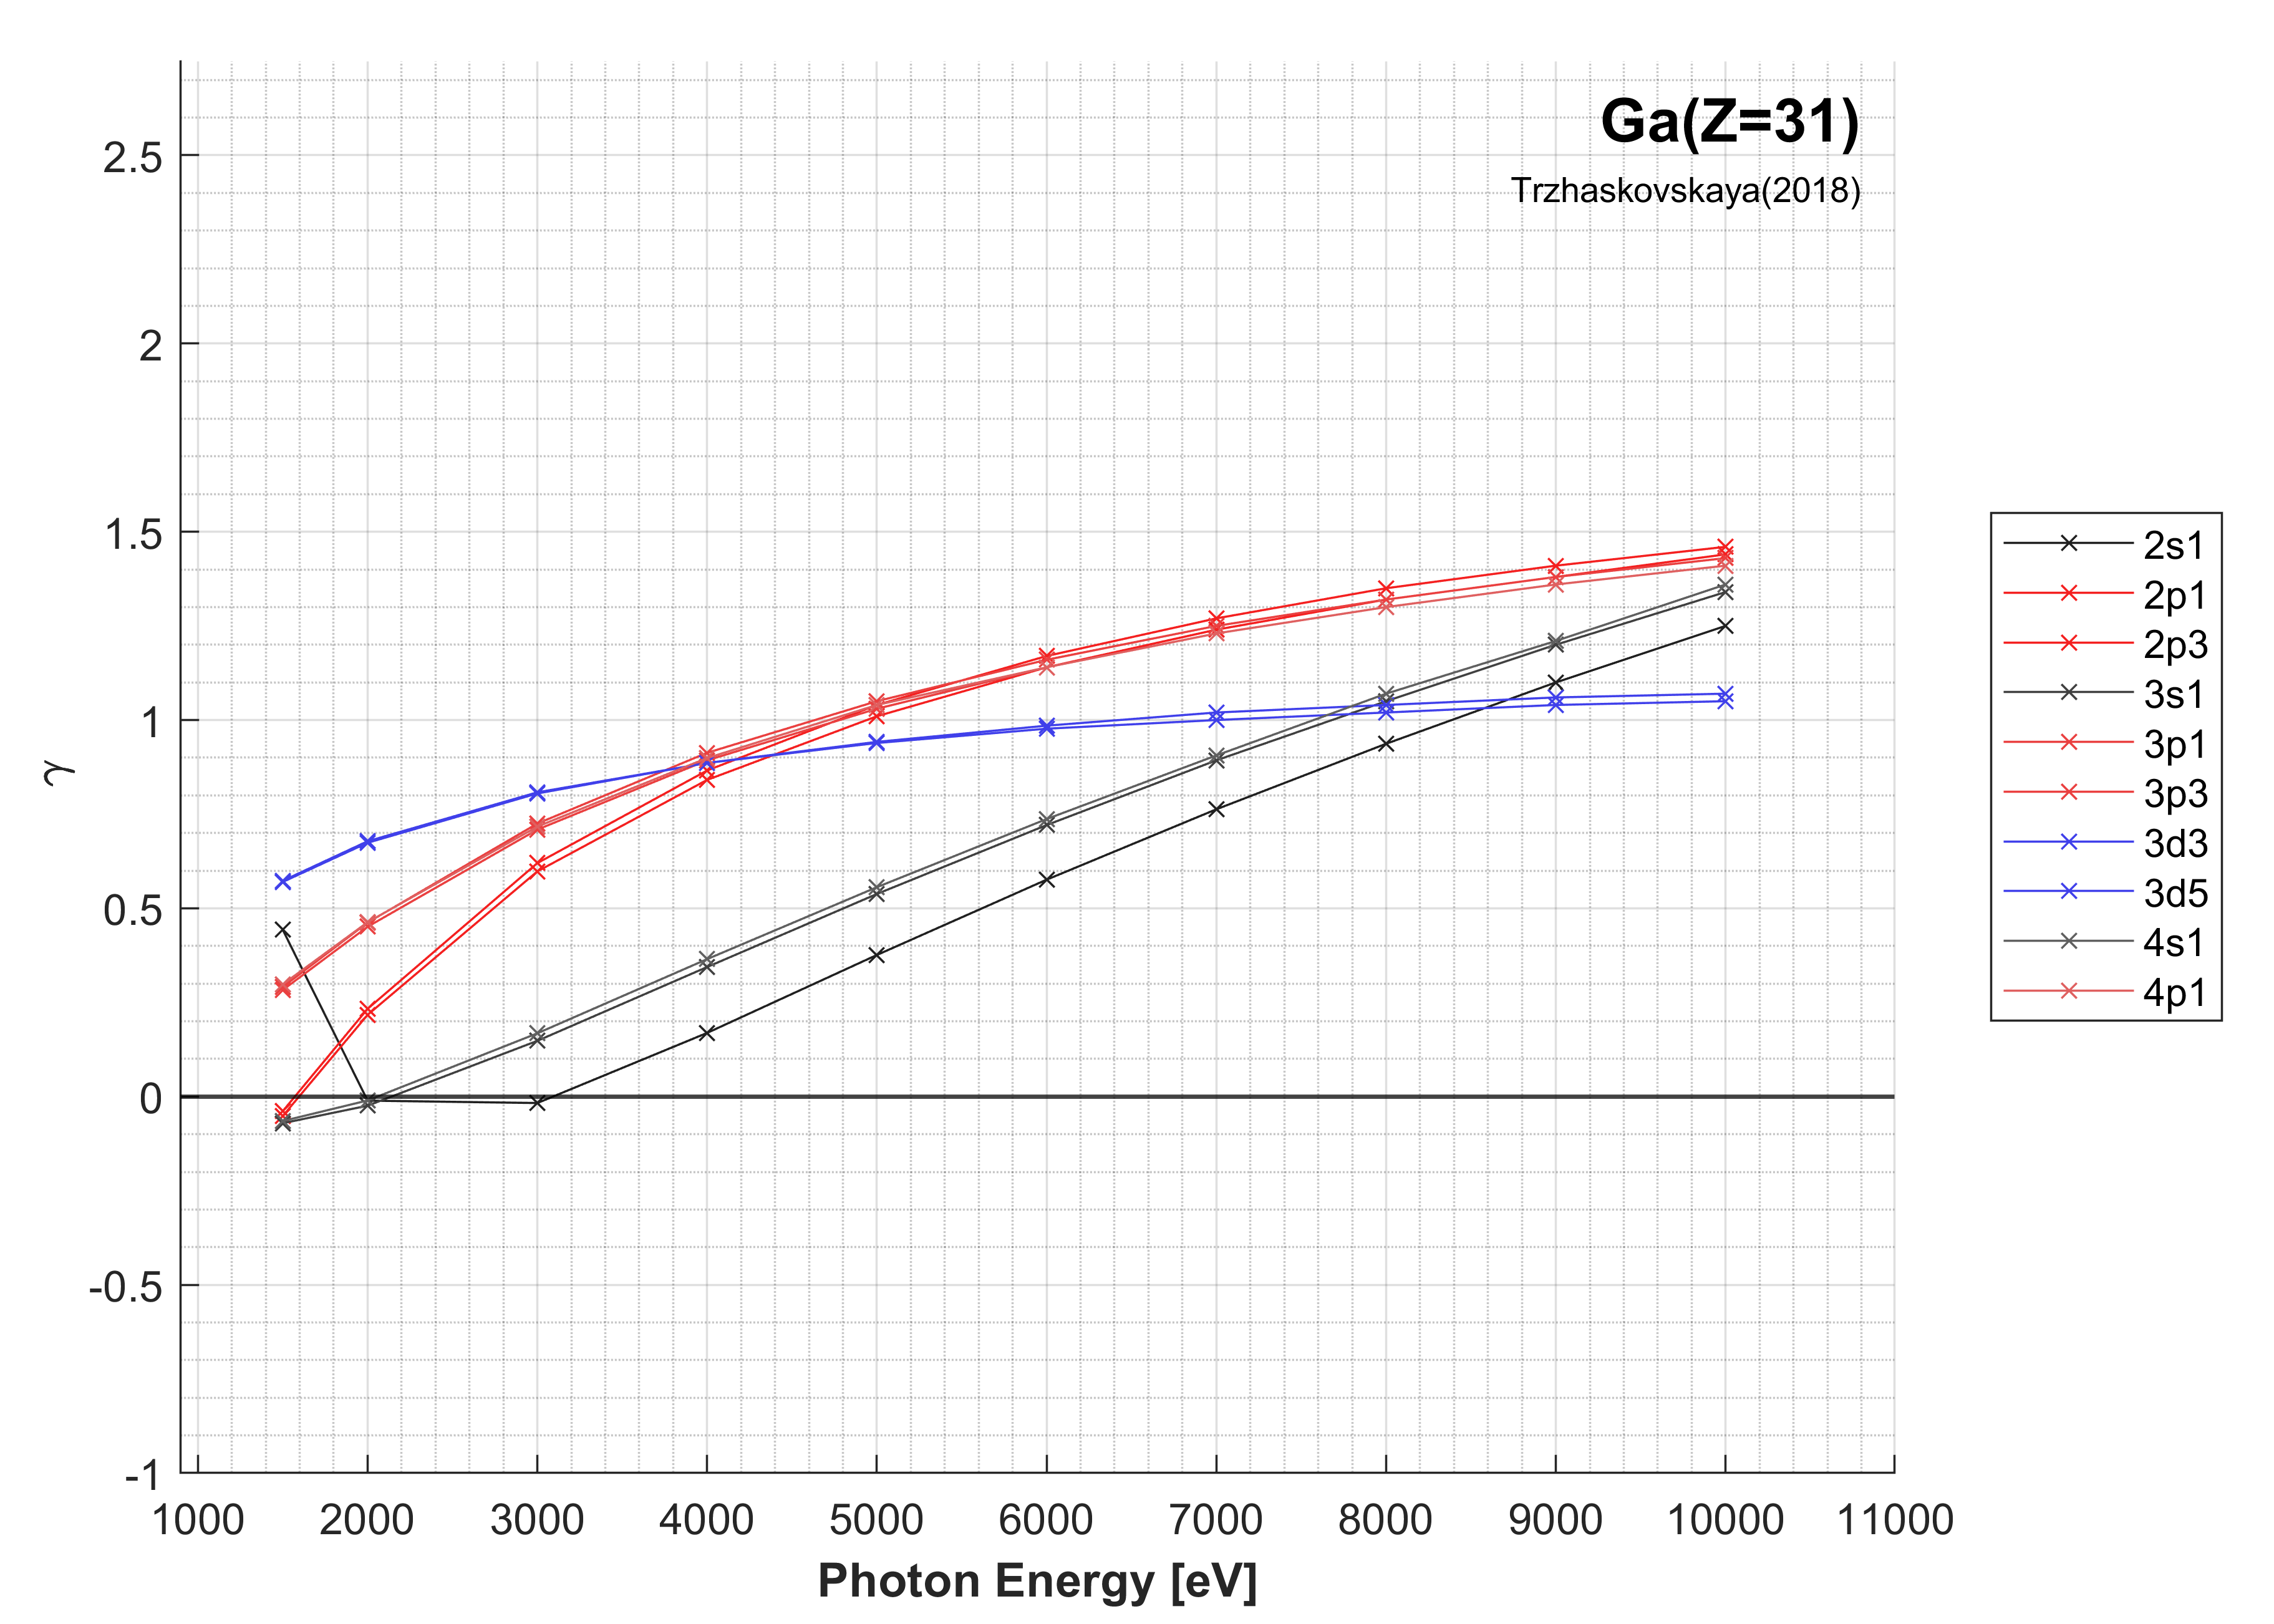 Ga(Z=31)
Trzhaskovskaya(2018)
2.5
2
1.5
1
0.5
0
-0.5
-1
γ
1000 2000 3000 4000 5000 6000 7000 8000 9000 10000 11000
Photon Energy [eV]
2s1
2p1
2p3
3s1
3p1
3p3
3d3
3d5
4s1
4p1